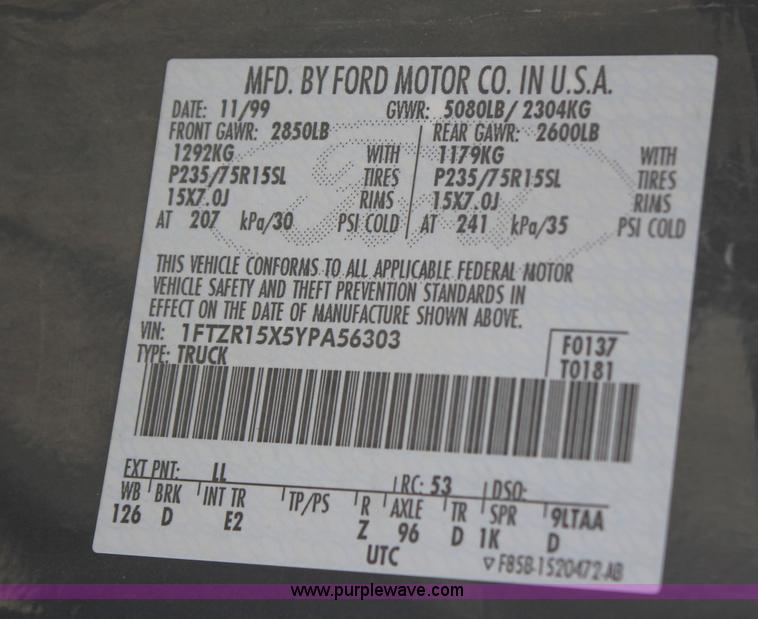 MFD. BY FORD MOTOR CO. IN U.S.A.
DATE: 11/99 GVWR: 5080LB/ 2304KG
FRONT GAWR: 2850LB REAR GAWR: 2600LB
1292KG WITH 1179KG WITH
P235/75R15SL TIRES P235/75R15SL TIRES
15X7.0J RIMS 15X7.0J RIMS
AT 207 kPa/30 PSI COLD AT 241 kPa/35 PSI COLD
THIS VEHICLE CONFORMS TO ALL APPLICABLE FEDERAL MOTOR
VEHICLE SAFETY AND THEFT PREVENTION STANDARDS IN
EFFECT ON THE DATE OF MANUFACTURE SHOWN ABOVE.
VIN: 1FTZR15X5YPA56303 F0137
TYPE: TRUCK T0181
EXT PNT: LL RC: 53 DSO:
WB BRK INT TR TP/PS R AXLE TR SPR 9LTAA
126 D E2 Z 96 D 1K D
UTC F85B-1520472-AB
www.purplewave.com